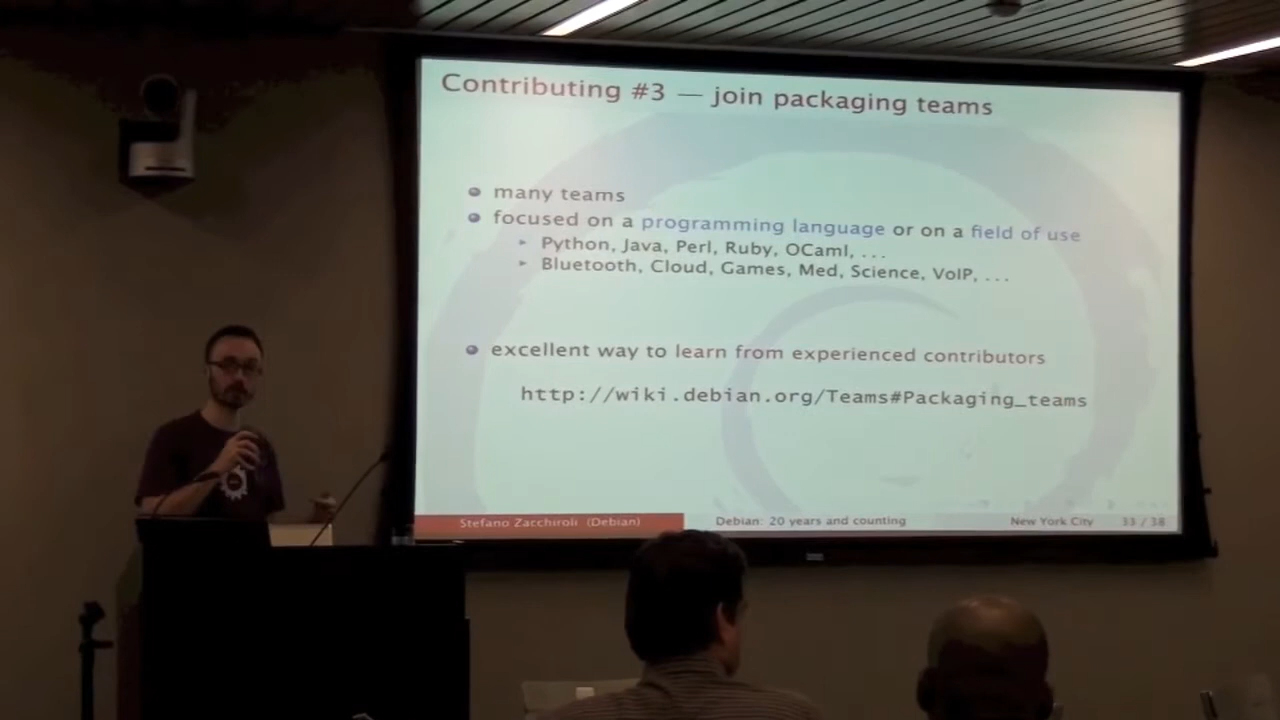 Contributing #3 — join packaging teams
many teams
focused on a programming language or on a field of use
Python, Java, Perl, Ruby, OCaml, ...
Bluetooth, Cloud, Games, Med, Science, VoIP, ...
excellent way to learn from experienced contributors
http://wiki.debian.org/Teams#Packaging_teams
Stefano Zacchiroli (Debian) Debian: 20 years and counting New York City 33 / 38